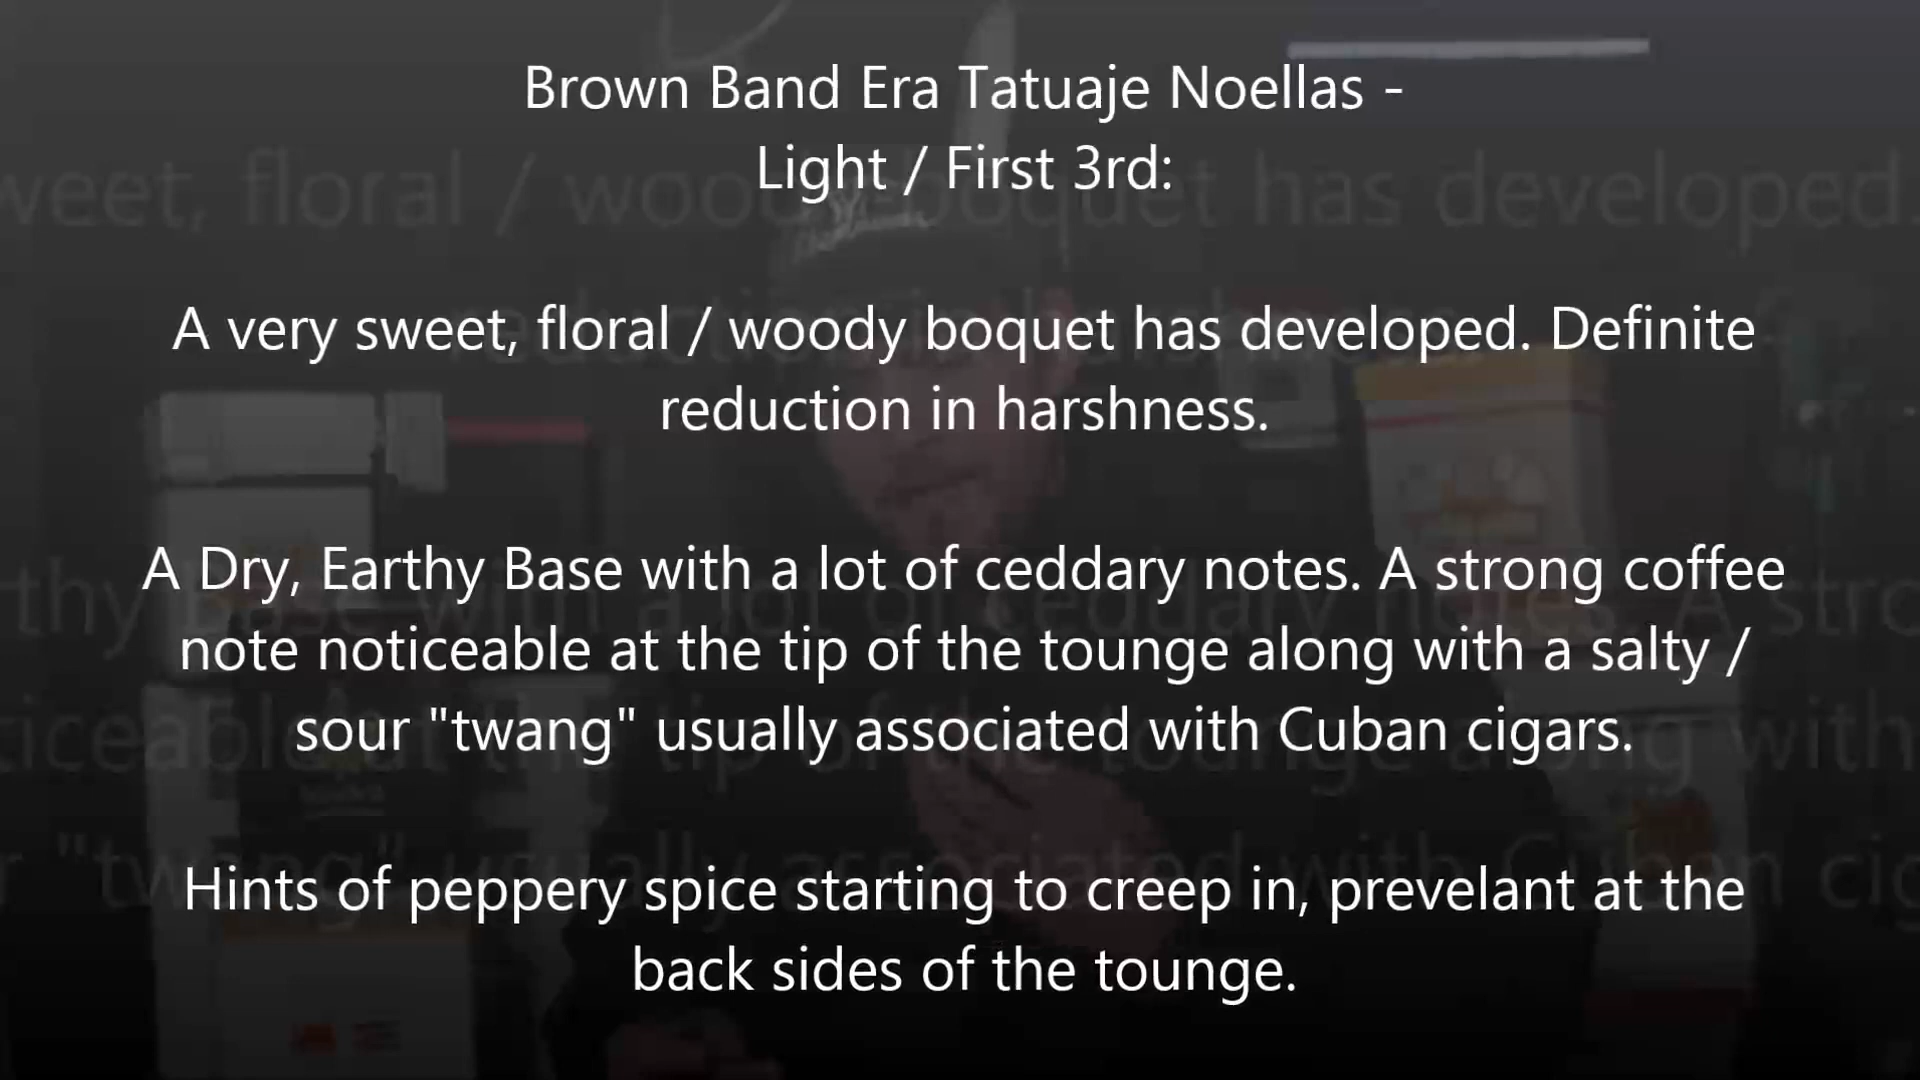 Brown Band Era Tatuaje Noellas -
Light / First 3rd:
A very sweet, floral / woody boquet has developed. Definite
reduction in harshness.
A Dry, Earthy Base with a lot of ceddary notes. A strong coffee
note noticeable at the tip of the tounge along with a salty /
sour "twang" usually associated with Cuban cigars.
Hints of peppery spice starting to creep in, prevelant at the
back sides of the tounge.